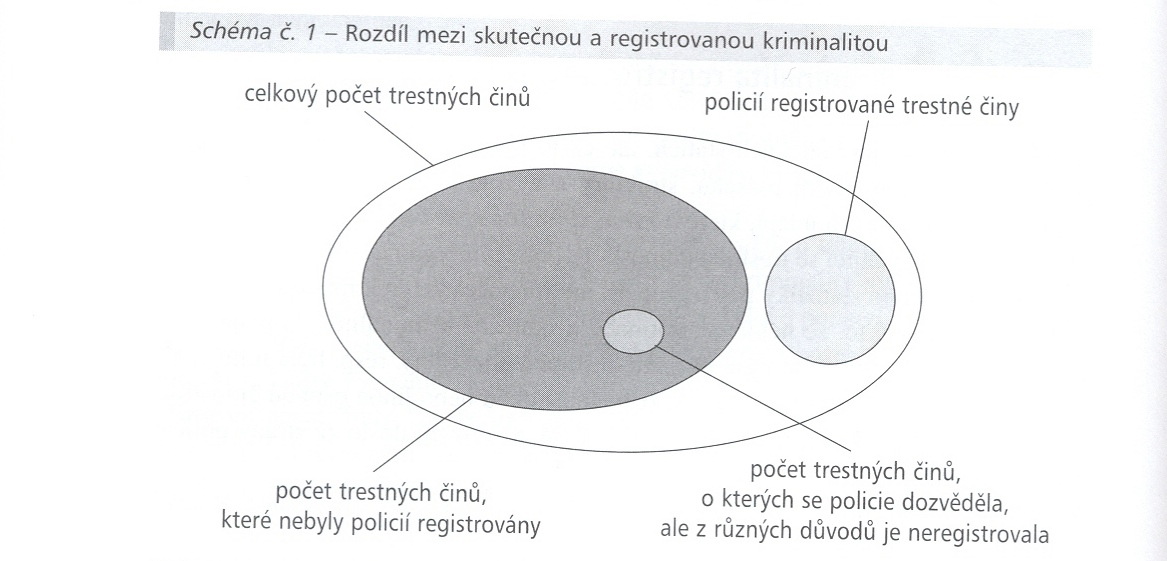 Schéma č. 1 – Rozdíl mezi skutečnou a registrovanou kriminalitou
celkový počet trestných činů
policií registrované trestné činy
počet trestných činů,
které nebyly policií registrovány
počet trestných činů,
o kterých se policie dozvěděla,
ale z různých důvodů je neregistrovala